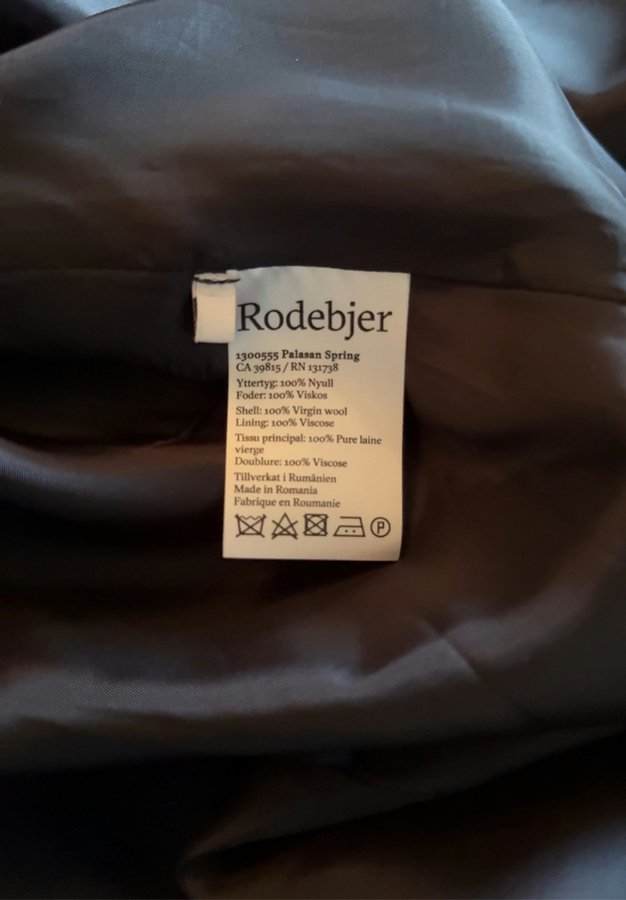 Rodebjer
1300555 Palasan Spring
CA 39815 / RN 131738
Yttertyg: 100% Nyull
Foder: 100% Viskos
Shell: 100% Virgin wool
Lining: 100% Viscose
Tissu principal: 100% Pure laine
vierge
Doublure: 100% Viscose
Tillverkat i Rumänien
Made in Romania
Fabrique en Roumanie
P